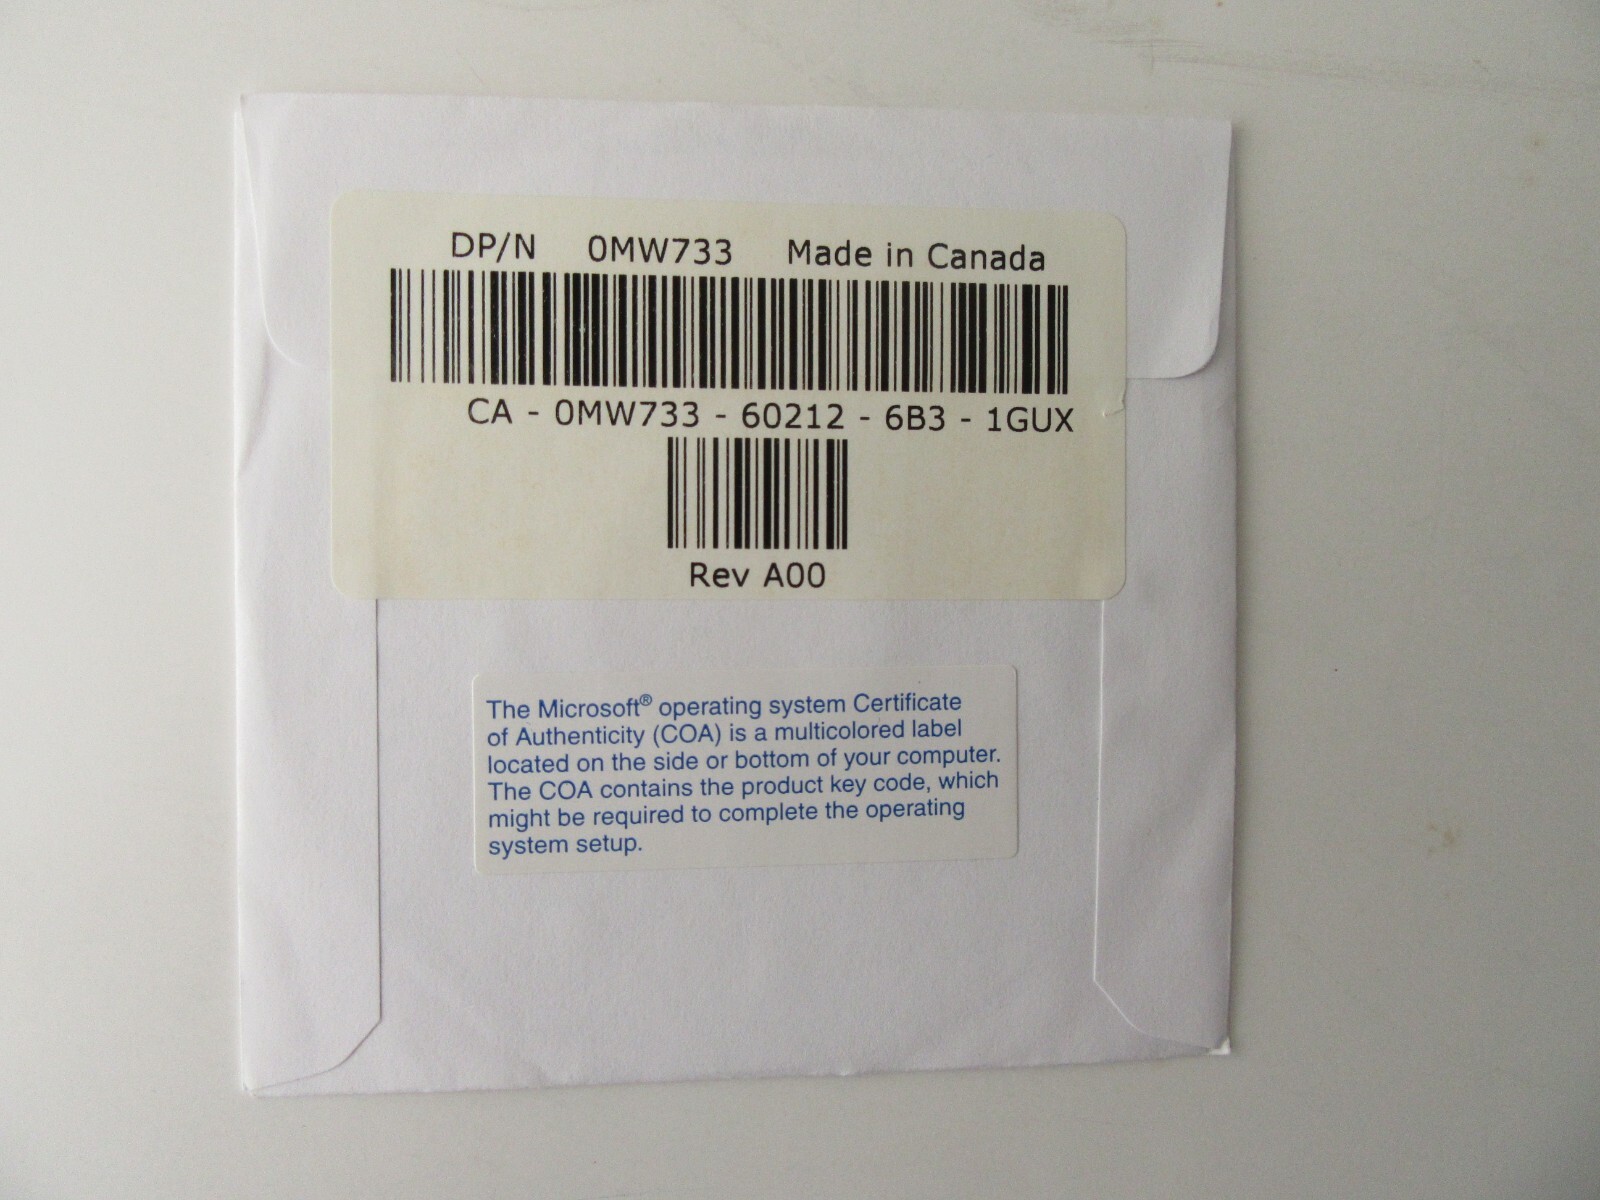 DP/N 0MW733 Made in Canada
CA - 0MW733 - 60212 - 6B3 - 1GUX
Rev A00
The Microsoft® operating system Certificate
of Authenticity (COA) is a multicolored label
located on the side or bottom of your computer.
The COA contains the product key code, which
might be required to complete the operating
system setup.